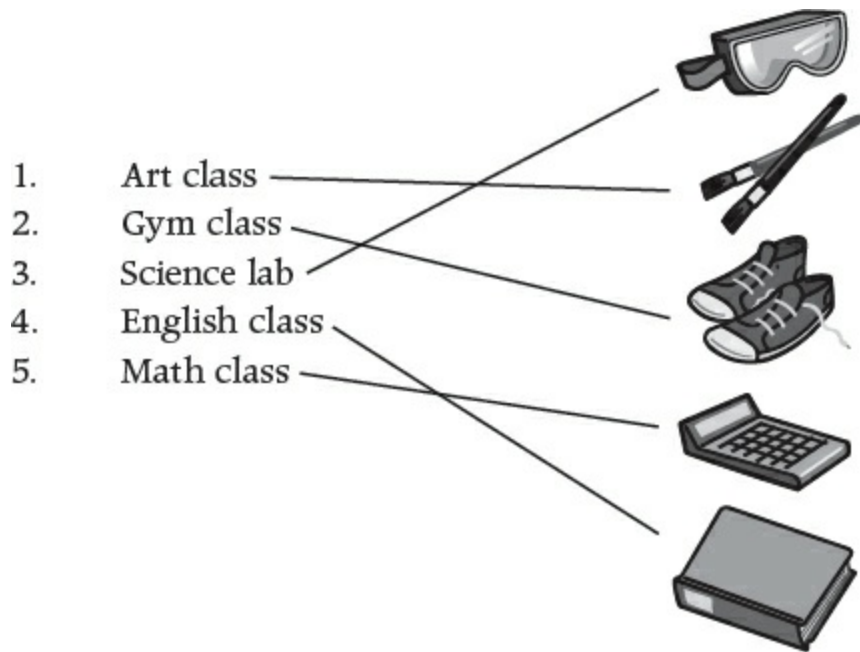 1. Art class
2. Gym class
3. Science lab
4. English class
5. Math class